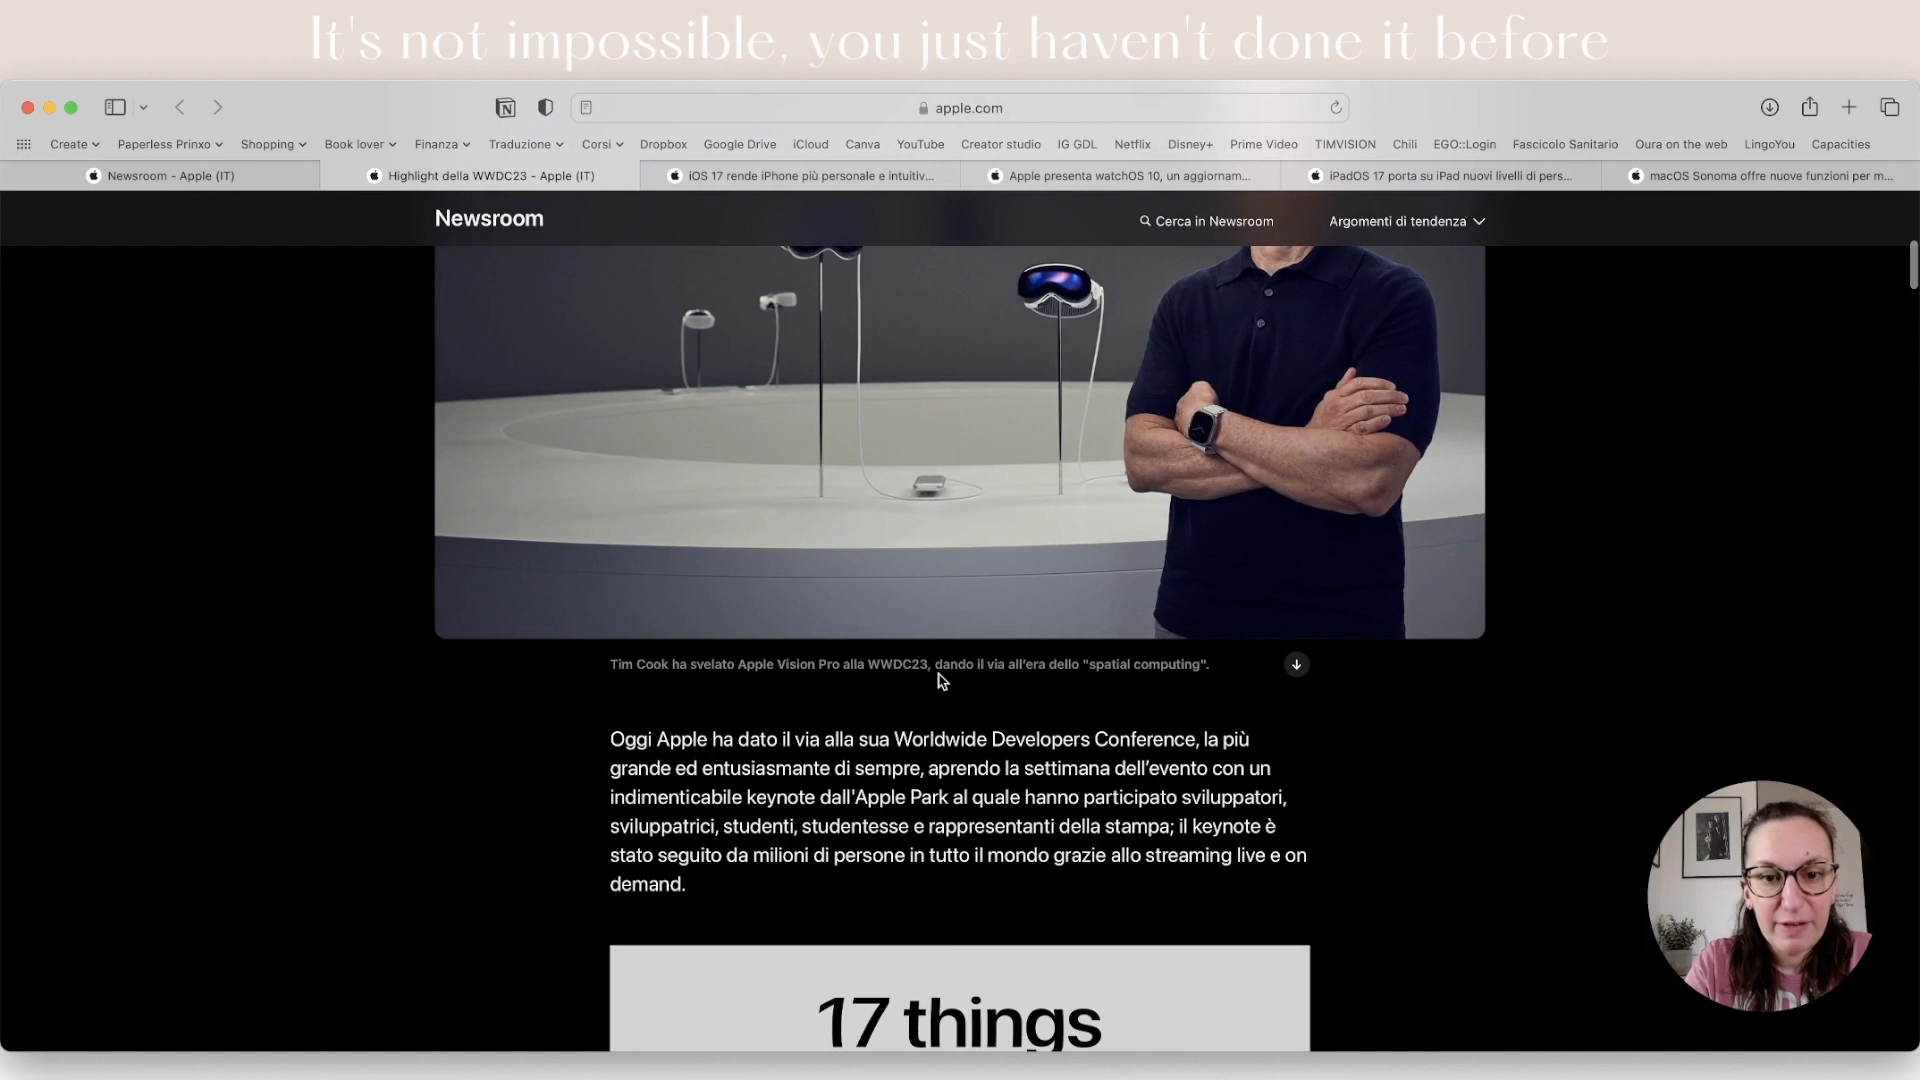 It's not impossible, you just haven't done it before
apple.com
Create
Paperless Prinxo
Shopping
Book lover
Finanza
Traduzione
Corsi
Dropbox
Google Drive
iCloud
Canva
YouTube
Creator studio
IG GDL
Netflix
Disney+
Prime Video
TIMVISION
Chili
EGO::Login
Fascicolo Sanitario
Oura on the web
LingoYou
Capacities
Newsroom - Apple (IT)
Highlight della WWDC23 - Apple (IT)
iOS 17 rende iPhone più personale e intuitiv...
Apple presenta watchOS 10, un aggiornam...
iPadOS 17 porta su iPad nuovi livelli di pers...
macOS Sonoma offre nuove funzioni per m...
Newsroom
Cerca in Newsroom
Argomenti di tendenza
Tim Cook ha svelato Apple Vision Pro alla WWDC23, dando il via all'era dello "spatial computing".
Oggi Apple ha dato il via alla sua Worldwide Developers Conference, la più
grande ed entusiasmante di sempre, aprendo la settimana dell'evento con un
indimenticabile keynote dall'Apple Park al quale hanno participato sviluppatori,
sviluppatrici, studenti, studentesse e rappresentanti della stampa; il keynote è
stato seguito da milioni di persone in tutto il mondo grazie allo streaming live e on
demand.
17 things